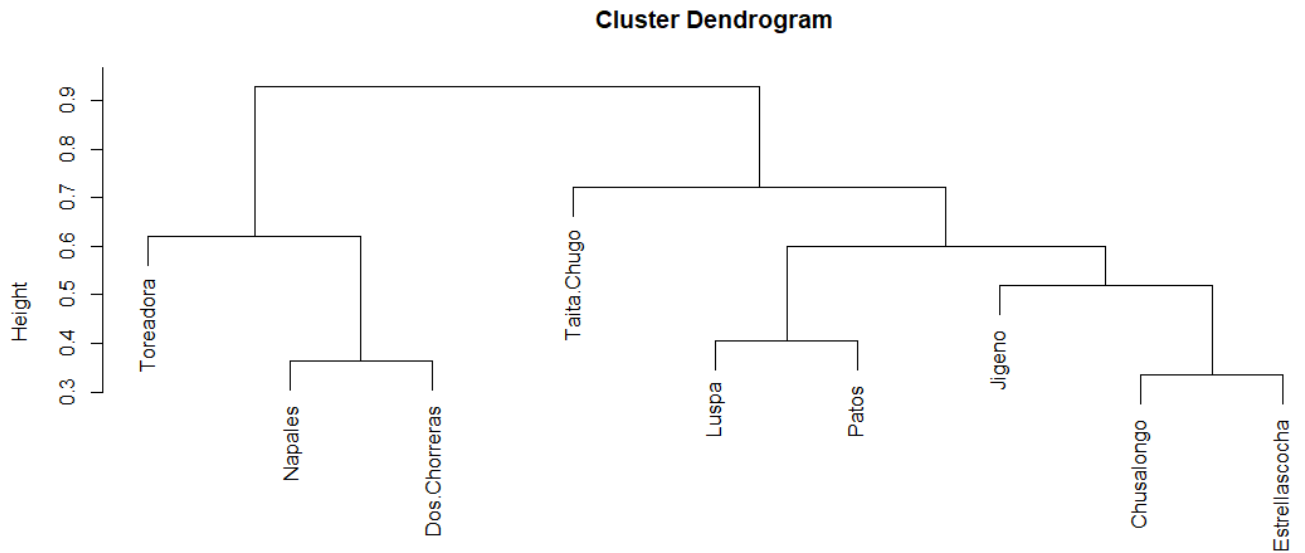 Cluster Dendrogram
Height
0.9
0.8
0.7
0.6
0.5
0.4
0.3
Toreadora
Napales
Dos.Chorreras
Taita.Chugo
Luspa
Patos
Jigeno
Chusalongo
Estrellascocha